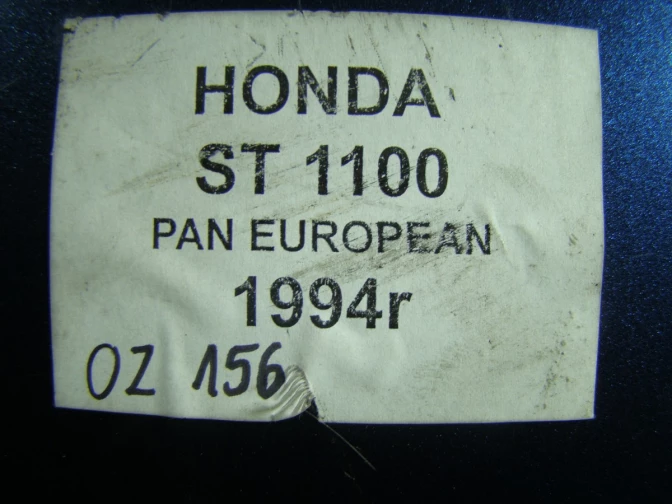 HONDA
ST 1100
PAN EUROPEAN
1994r
OZ 156